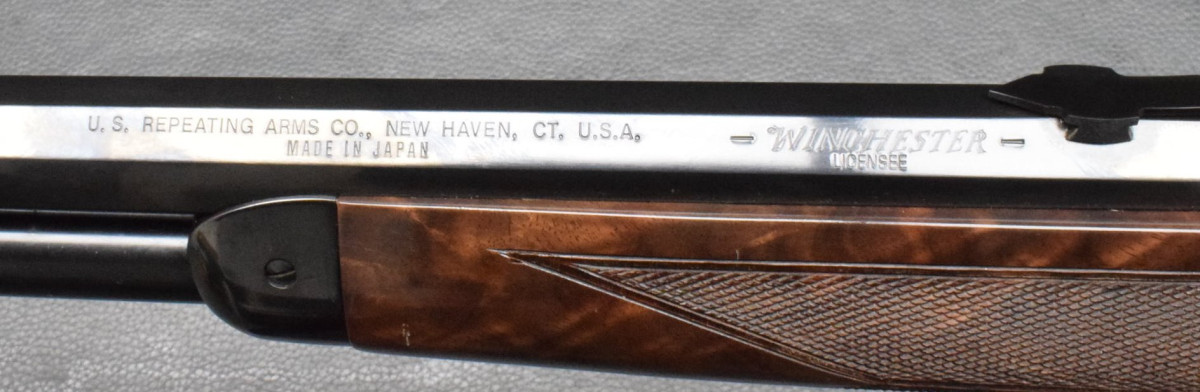 U. S. REPEATING ARMS CO., NEW HAVEN, CT. U.S.A.
MADE IN JAPAN
- WINCHESTER -
LICENSEE